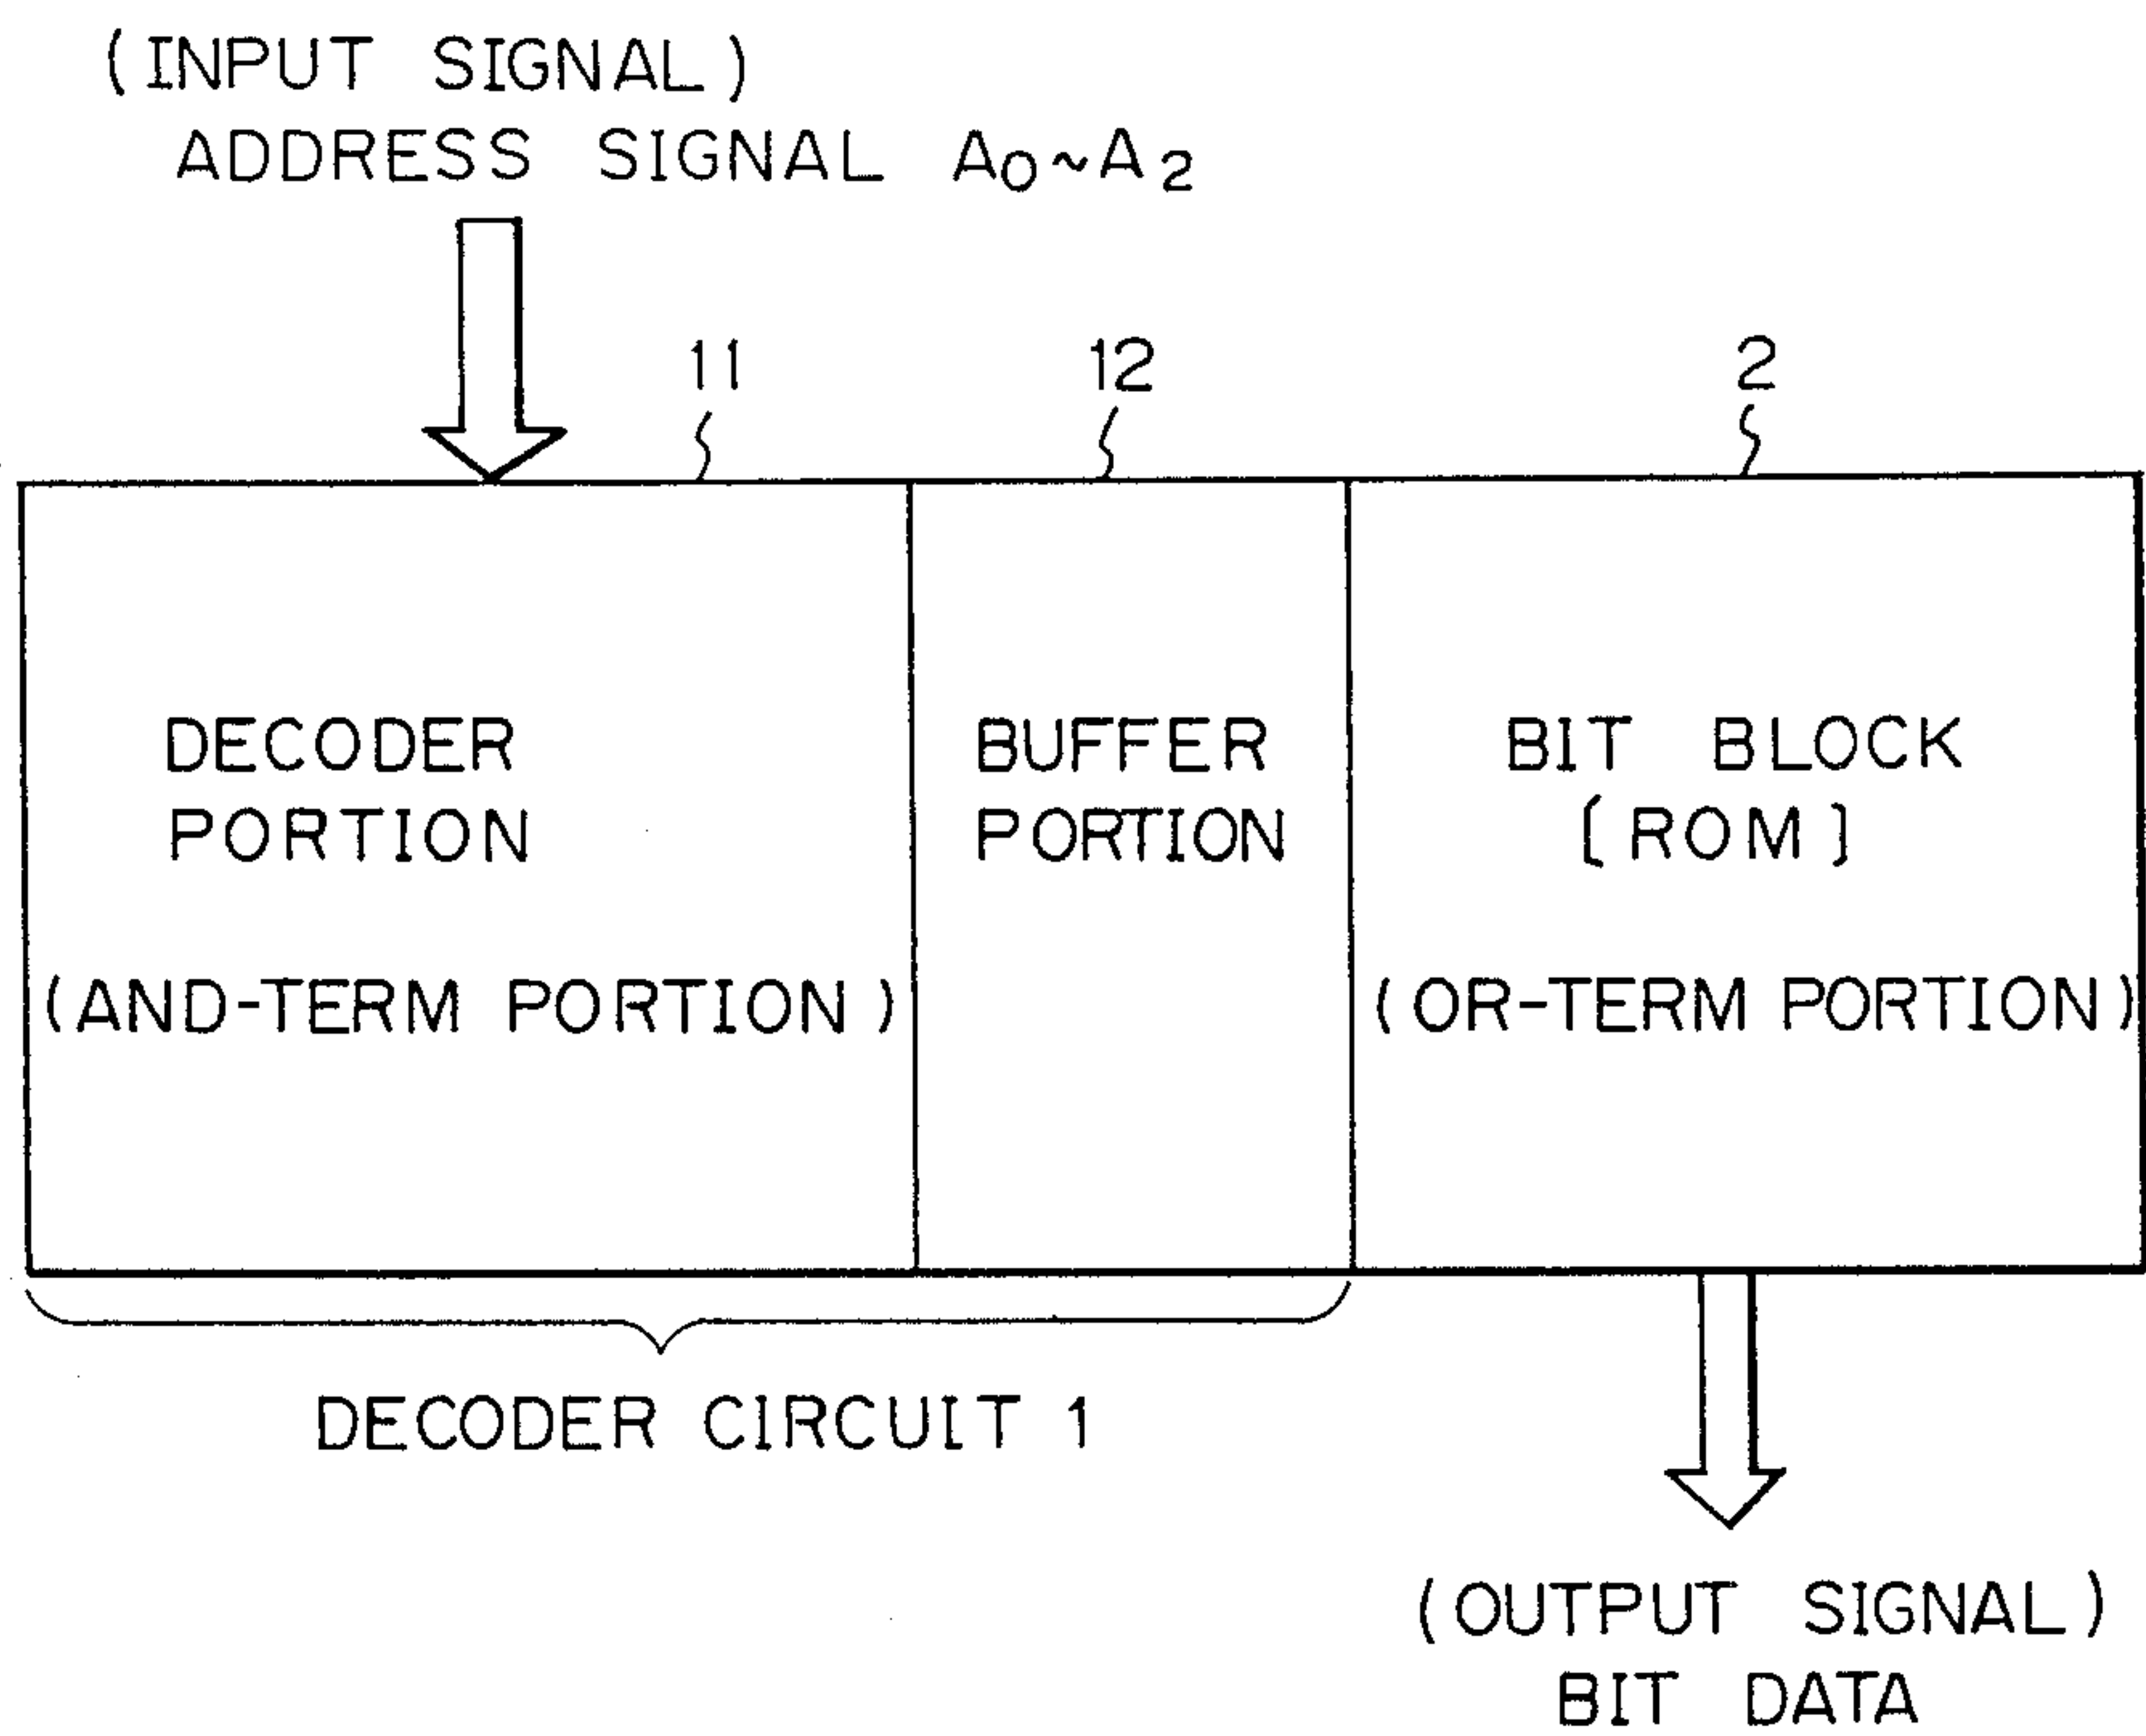 (INPUT SIGNAL)
ADDRESS SIGNAL A0~A2
11
12
2
DECODER
PORTION
(AND-TERM PORTION)
BUFFER
PORTION
BIT BLOCK
[ROM]
(OR-TERM PORTION)
DECODER CIRCUIT 1
(OUTPUT SIGNAL)
BIT DATA